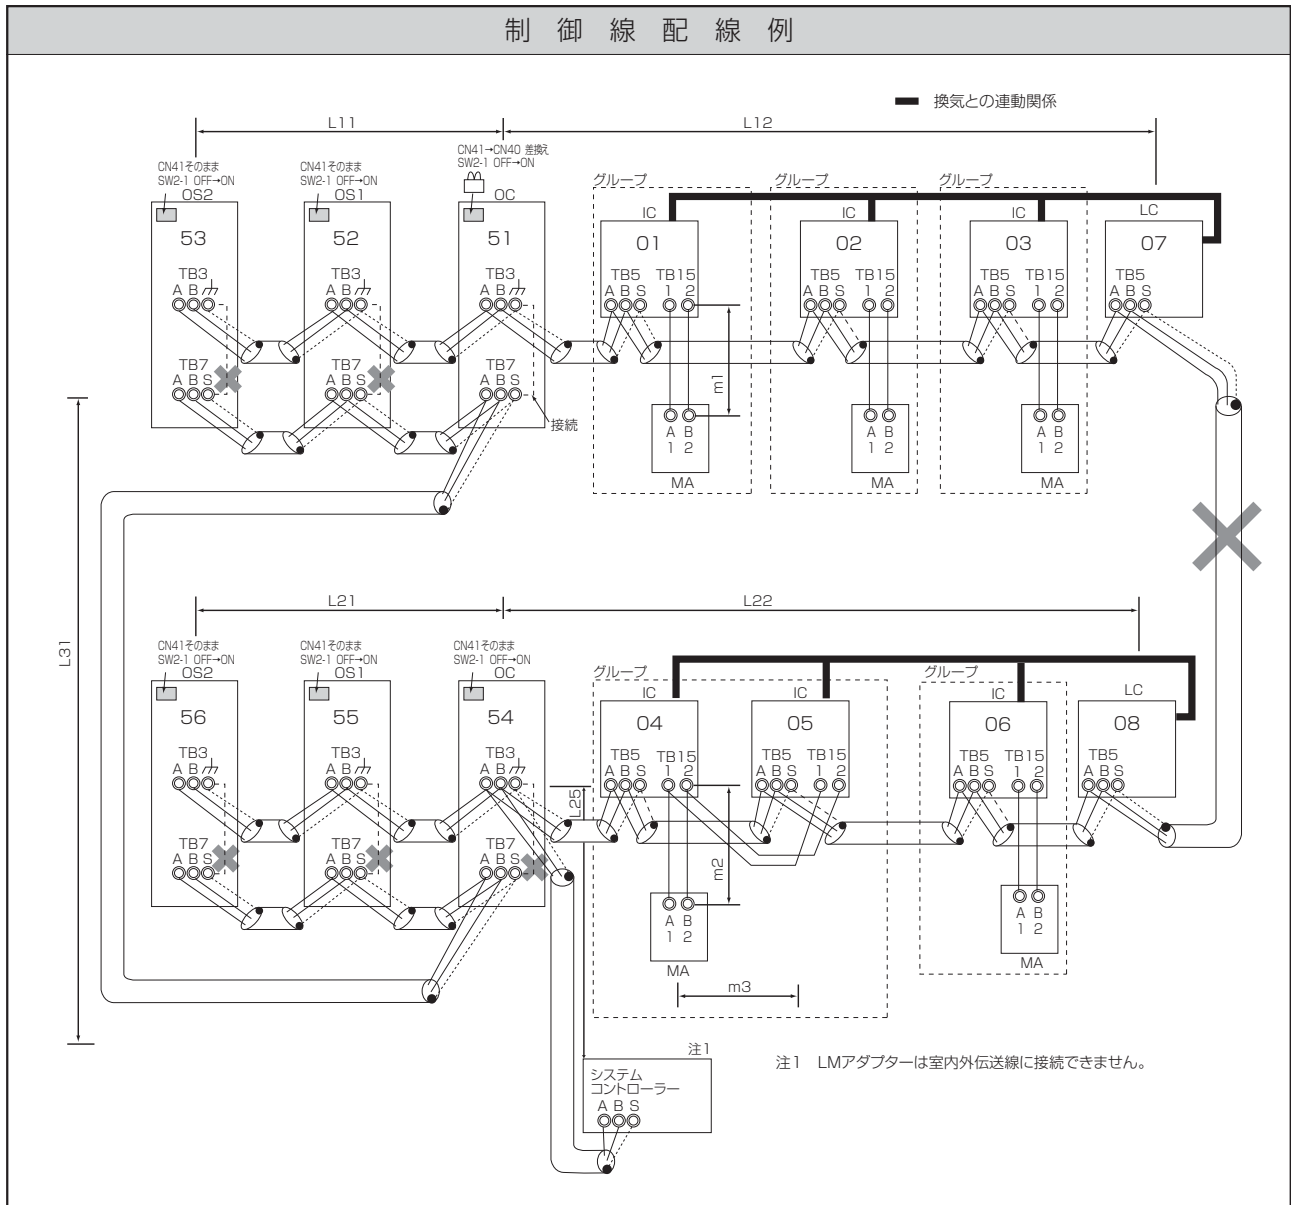 制御線配線例
換気との連動関係
L11
L12
CN41そのまま
SW2-1 OFF→ON
OS2
CN41そのまま
SW2-1 OFF→ON
OS1
CN41→CN40 差換え
SW2-1 OFF→ON
OC
グループ
グループ
グループ
IC
IC
IC
LC
53
52
51
01
02
03
07
TB3
A B
TB3
A B
TB3
A B
TB5 TB15
A B S 1 2
TB5 TB15
A B S 1 2
TB5 TB15
A B S 1 2
TB5
A B S
TB7
A B S
TB7
A B S
TB7
A B S
接続
m1
A B
1 2
MA
A B
1 2
MA
A B
1 2
MA
L31
L21
L22
CN41そのまま
SW2-1 OFF→ON
OS2
CN41そのまま
SW2-1 OFF→ON
OS1
CN41そのまま
SW2-1 OFF→ON
OC
グループ
グループ
IC
IC
IC
LC
56
55
54
04
05
06
08
TB3
A B
TB3
A B
TB3
A B
L25
TB5 TB15
A B S 1 2
TB5 TB15
A B S 1 2
TB5 TB15
A B S 1 2
TB5
A B S
TB7
A B S
TB7
A B S
TB7
A B S
m2
A B
1 2
MA
A B
1 2
MA
m3
注1
システム
コントローラー
A B S
注1 LMアダプターは室内外伝送線に接続できません。